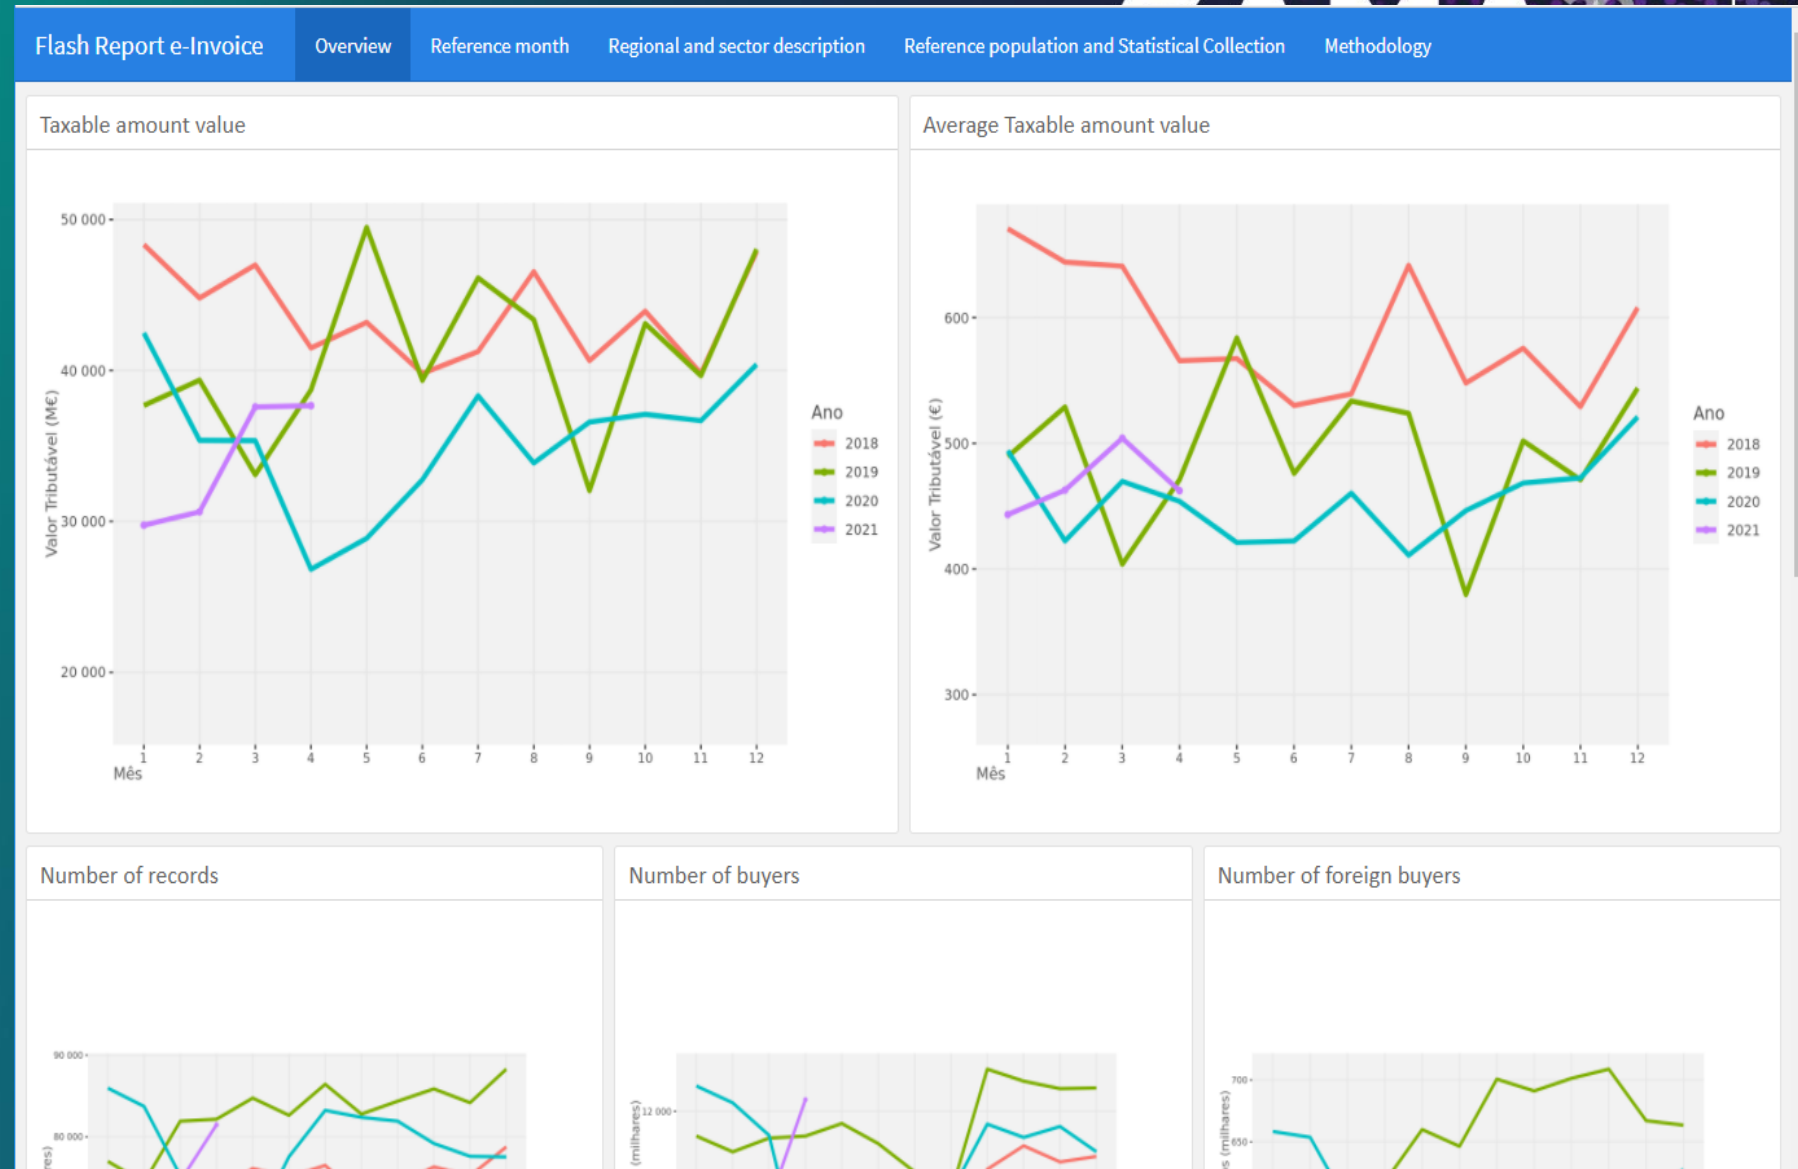 Flash Report e-Invoice Overview Reference month Regional and sector description Reference population and Statistical Collection Methodology
Taxable amount value
50 000
40 000
30 000
20 000
Valor Tributável (M€)
1 2 3 4 5 6 7 8 9 10 11 12
Mês
Ano
2018
2019
2020
2021
Average Taxable amount value
600
500
400
300
Valor Tributável (€)
1 2 3 4 5 6 7 8 9 10 11 12
Mês
Ano
2018
2019
2020
2021
Number of records
90 000
80 000
Number of buyers
12 000
(milhares)
Number of foreign buyers
700
650
(milhares)